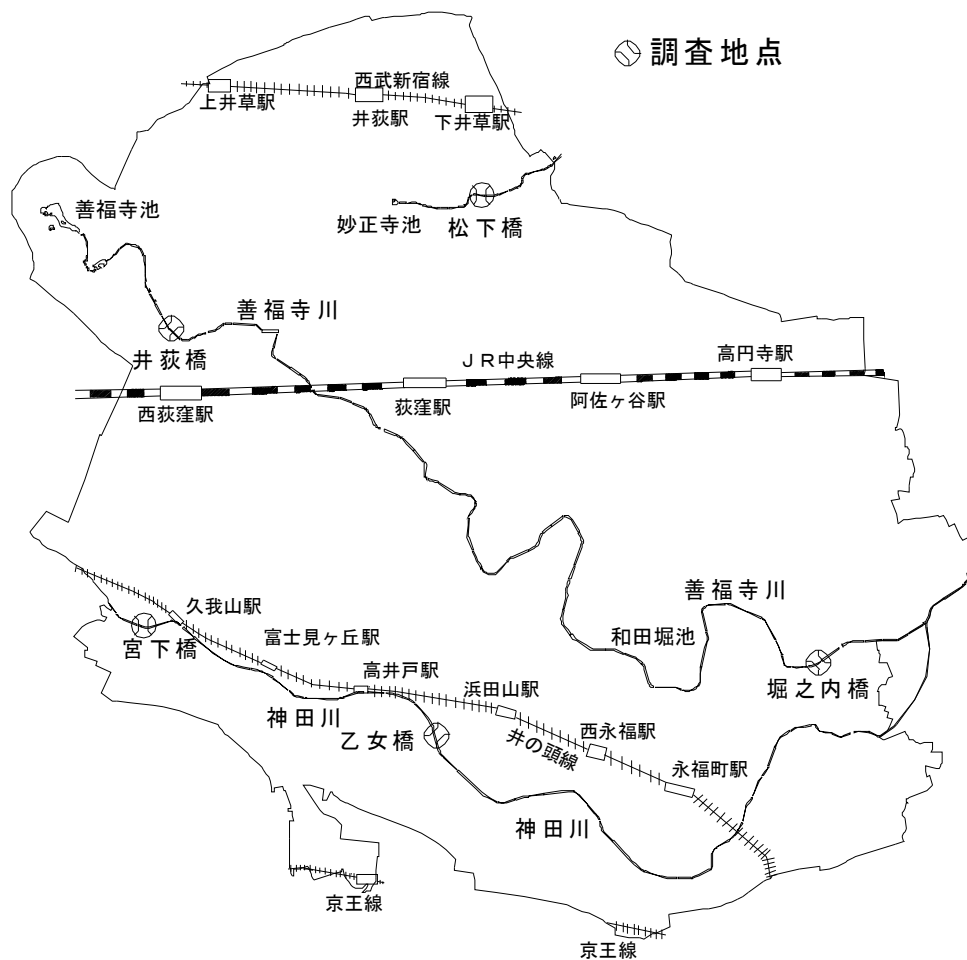 調査地点
西武新宿線
上井草駅
井荻駅
下井草駅
善福寺池
妙正寺池
松下橋
善福寺川
井荻橋
JR中央線
高円寺駅
西荻窪駅
荻窪駅
阿佐ヶ谷駅
久我山駅
善福寺川
宮下橋
富士見ヶ丘駅
和田堀池
高井戸駅
堀之内橋
浜田山駅
神田川
乙女橋
井の頭線
西永福駅
永福町駅
神田川
京王線
京王線